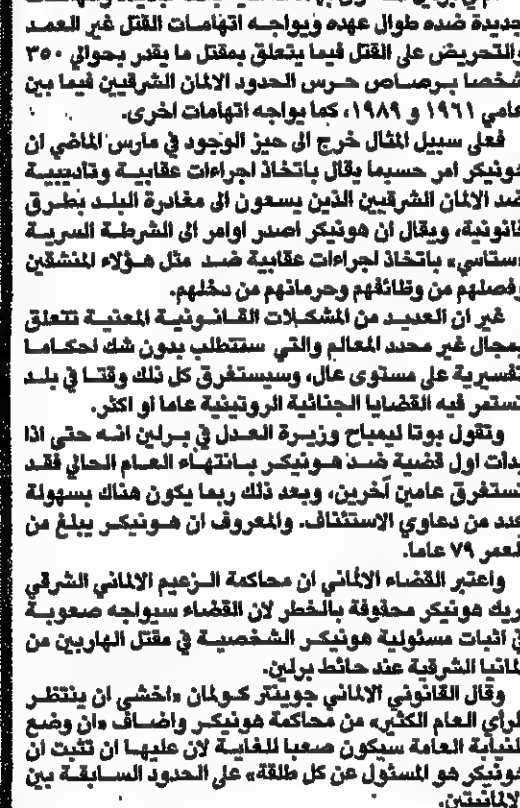 جديدة ضده طوال عهده ويواجه اتهامات القتل غير العمد
والتحريض على القتل فيما يتعلق بمقتل ما يقدر بحوالي ٣٥٠
شخصا برصاص حرس الحدود الالمان الشرقيين فيما بين
عامي ١٩٦١ و ١٩٨٩، كما يواجه اتهامات اخرى.
فعلى سبيل المثال خرج الى حيز الوجود في مارس الماضي ان
هونيكر امر حسبما يقال باتخاذ اجراءات عقابية وتاديبية
ضد الالمان الشرقيين الذين يسعون الى مغادرة البلد بطرق
قانونية، ويقال ان هونيكر اصدر اوامر الى الشرطة السرية
«ستاسي» باتخاذ اجراءات عقابية ضد مثل هؤلاء المنشقين
وفصلهم من وظائفهم وحرمانهم من دخلهم.
غير ان العديد من المشكلات القانونية المعنية تتعلق
بمجال غير محدد المعالم والتي ستتطلب بدون شك احكاما
تفسيرية على مستوى عال، وسيستغرق كل ذلك وقتا في بلد
تستمر فيه القضايا الجنائية الروتينية عاما او اكثر.
وتقول يوتا ليمباح وزيرة العدل في برلين انه حتى اذا
بدات اول قضية ضد هونيكر بانتهاء العام الحالي فقد
تستغرق عامين آخرين، وبعد ذلك ربما يكون هناك بسهولة
عدد من دعاوي الاستئناف. والمعروف ان هونيكر يبلغ من
العمر ٧٩ عاما.
واعتبر القضاء الالماني ان محاكمة الزعيم الالماني الشرقي
اريك هونيكر محفوفة بالخطر لان القضاء سيواجه صعوبة
في اثبات مسئولية هونيكر الشخصية في مقتل الهاربين من
المانيا الشرقية عند حائط برلين.
وقال القانوني الالماني جوينتر كولمان «اخشى ان ينتظر
الرأي العام الكثير» من محاكمة هونيكر واضاف «ان وضع
النيابة العامة سيكون صعبا للغاية لان عليها ان تثبت ان
هونيكر هو المسئول عن كل طلقة» على الحدود السابقة بين
الالمانيتين.